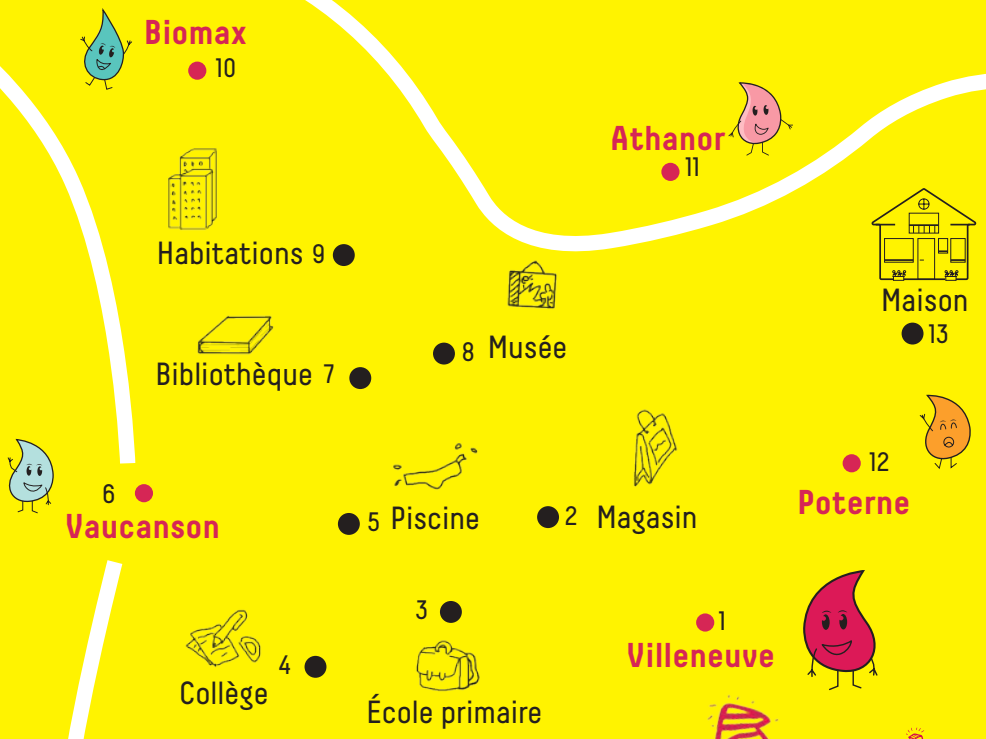 Biomax
10
Athanor
11
Habitations 9
Maison
13
8 Musée
Bibliothèque 7
12
Poterne
6
Vaucanson
5 Piscine
2 Magasin
3
1
Villeneuve
4
Collège
École primaire